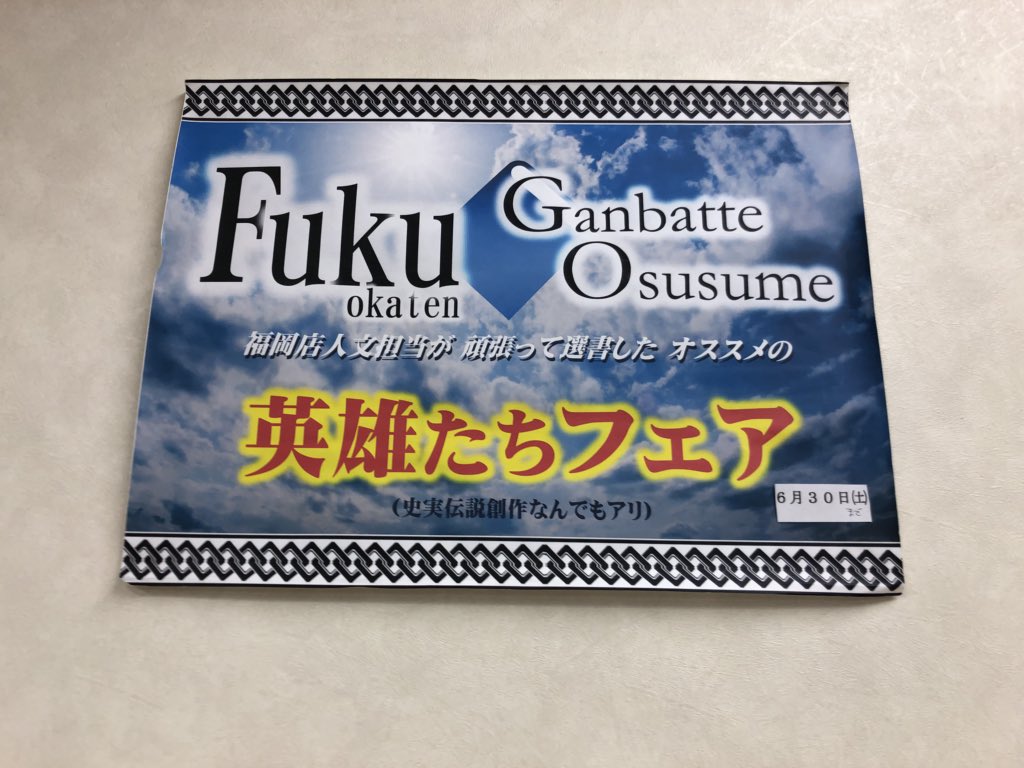 Fuku
okaten
Ganbatte
Osusume
福岡店人文担当が 頑張って選書した オススメの
英雄たちフェア
(史実伝説創作なんでもアリ)
6月30日(土)
まで